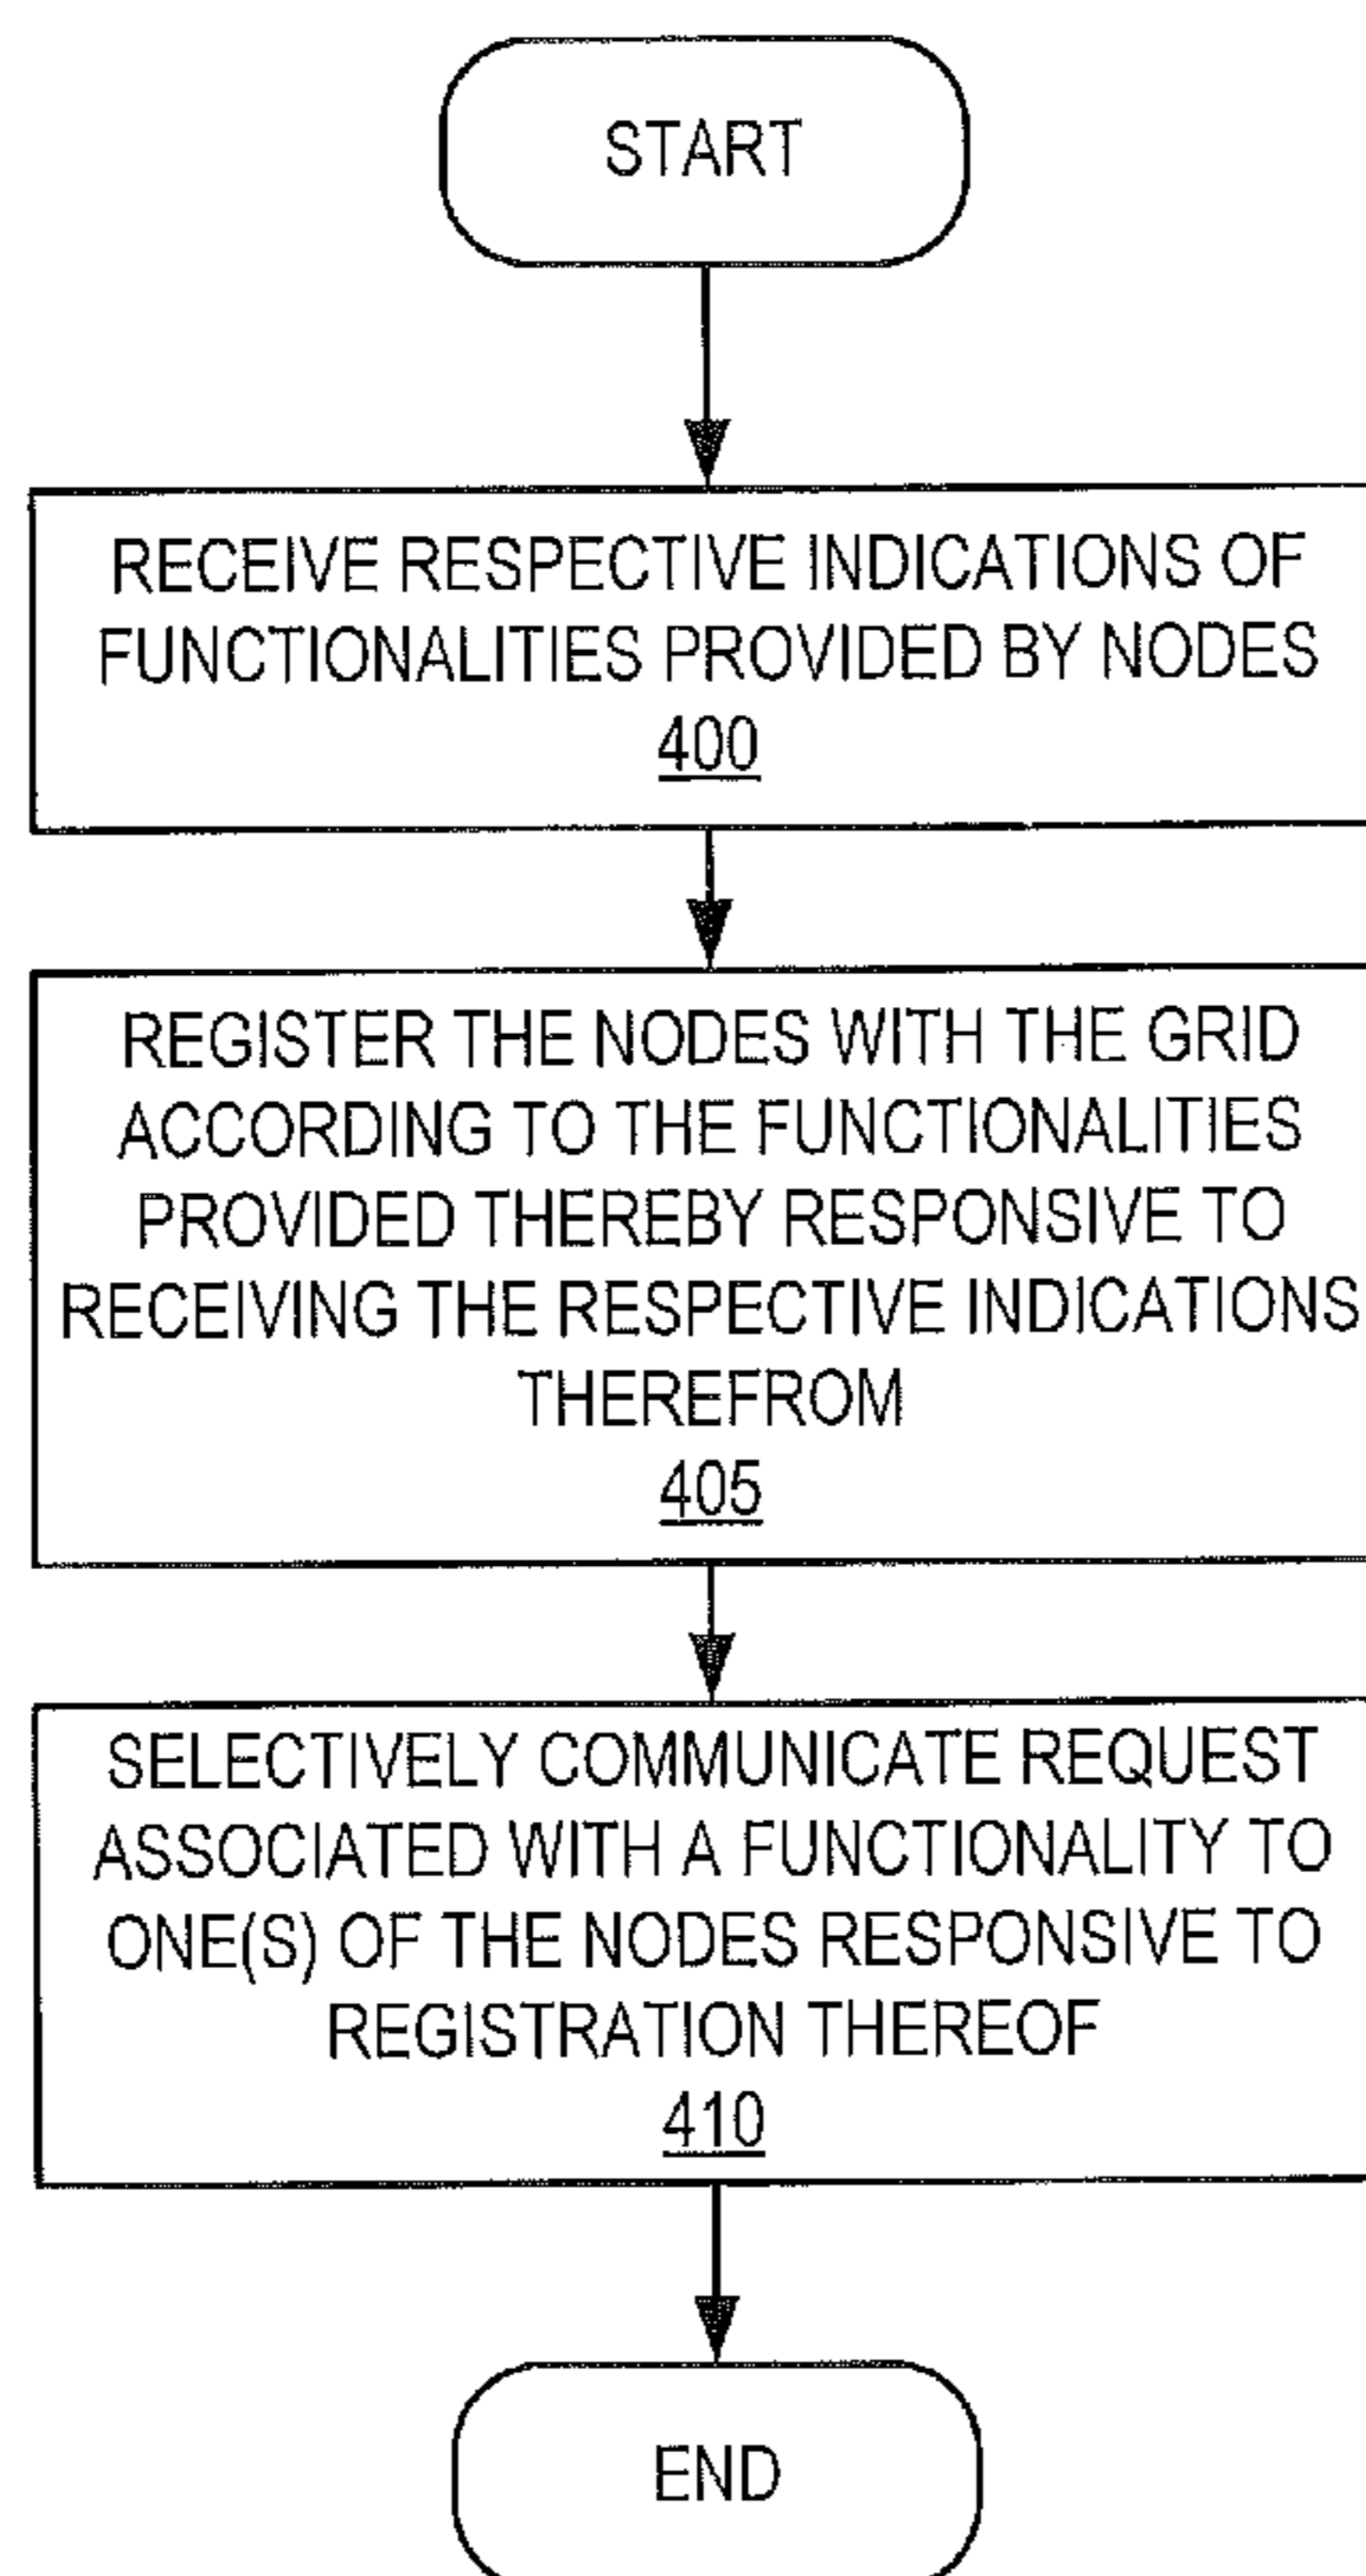 START
RECEIVE RESPECTIVE INDICATIONS OF
FUNCTIONALITIES PROVIDED BY NODES
400
REGISTER THE NODES WITH THE GRID
ACCORDING TO THE FUNCTIONALITIES
PROVIDED THEREBY RESPONSIVE TO
RECEIVING THE RESPECTIVE INDICATIONS
THEREFROM
405
SELECTIVELY COMMUNICATE REQUEST
ASSOCIATED WITH A FUNCTIONALITY TO
ONE(S) OF THE NODES RESPONSIVE TO
REGISTRATION THEREOF
410
END